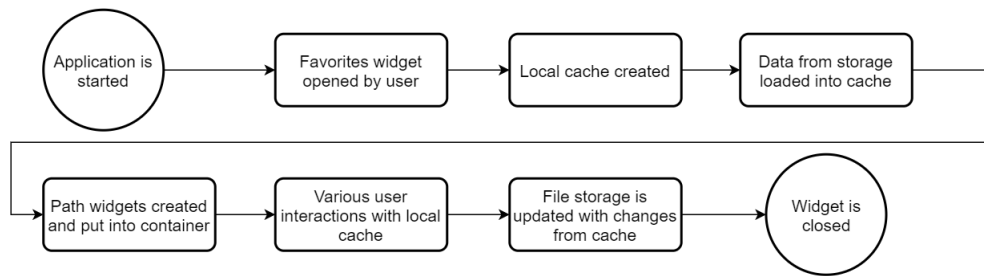 Application is
started
Favorites widget
opened by user
Local cache created
Data from storage
loaded into cache
Path widgets created
and put into container
Various user
interactions with local
cache
File storage is
updated with changes
from cache
Widget is
closed